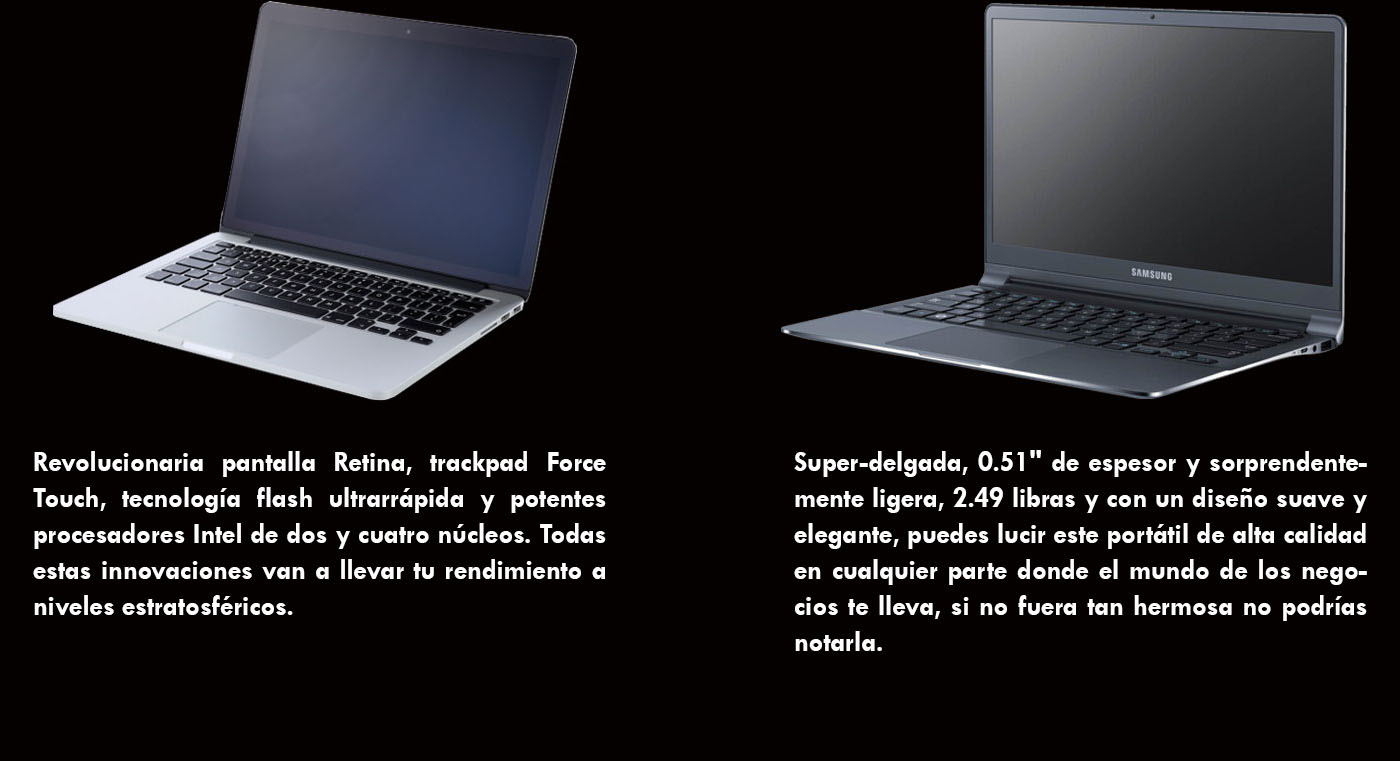 SAMSUNG
Revolucionaria pantalla Retina, trackpad Force
Touch, tecnología flash ultrarrápida y potentes
procesadores Intel de dos y cuatro núcleos. Todas
estas innovaciones van a llevar tu rendimiento a
niveles estratosféricos.
Super-delgada, 0.51" de espesor y sorprendente-
mente ligera, 2.49 libras y con un diseño suave y
elegante, puedes lucir este portátil de alta calidad
en cualquier parte donde el mundo de los nego-
cios te lleva, si no fuera tan hermosa no podrías
notarla.